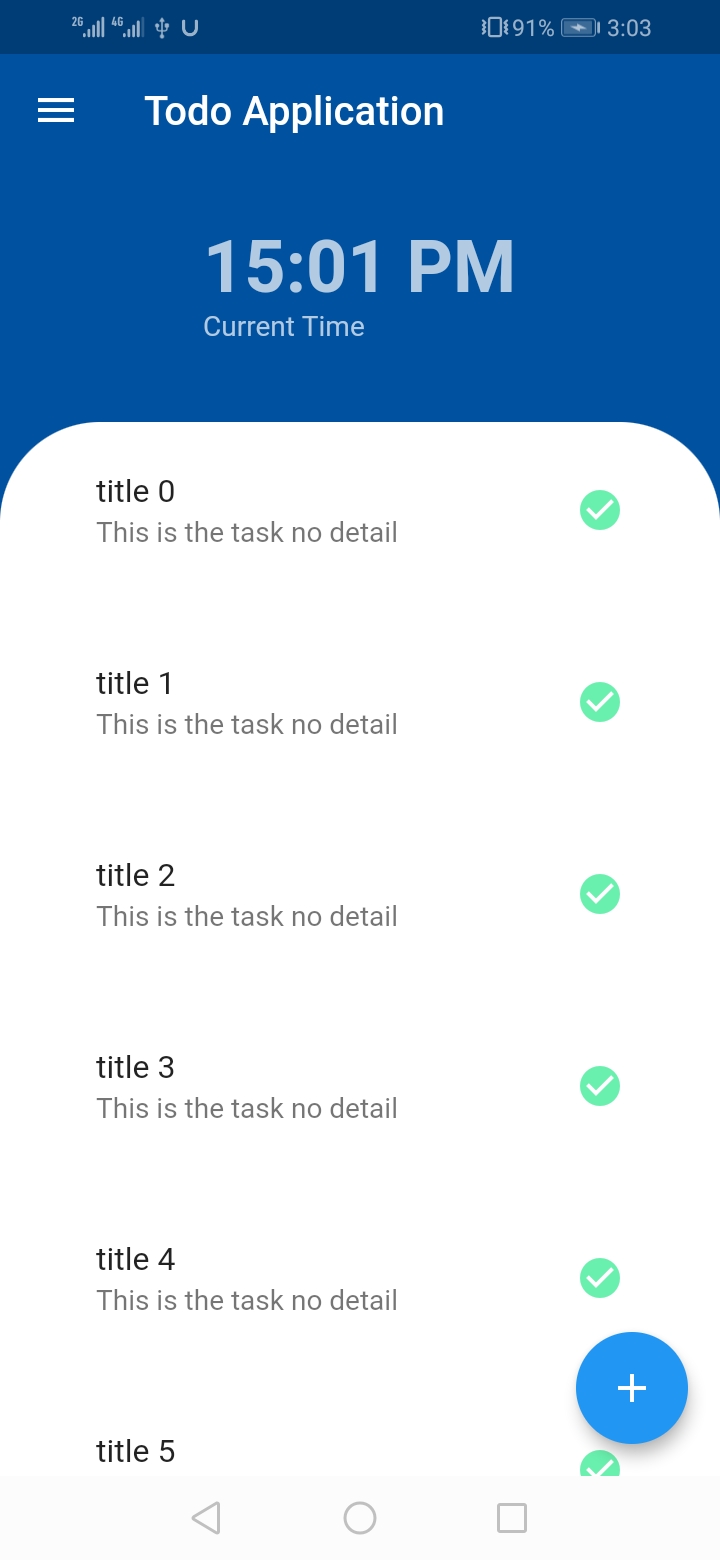 2G 4G 91% 3:03
Todo Application
15:01 PM
Current Time
title 0
This is the task no detail
title 1
This is the task no detail
title 2
This is the task no detail
title 3
This is the task no detail
title 4
This is the task no detail
title 5